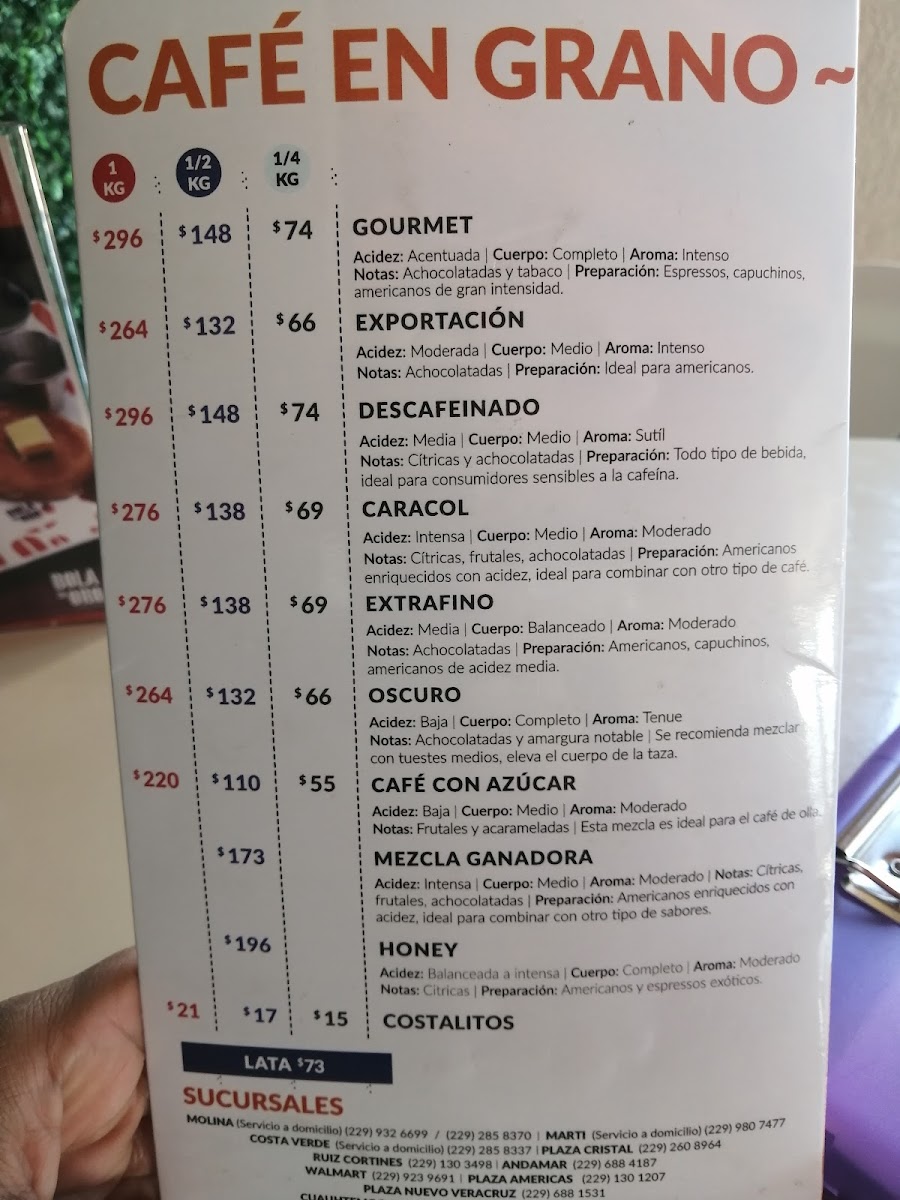 CAFÉ EN GRANO ~
1 KG 1/2 KG 1/4 KG
$296 $148 $74 GOURMET
Acidez: Acentuada | Cuerpo: Completo | Aroma: Intenso
Notas: Achocolatadas y tabaco | Preparación: Espressos, capuchinos,
americanos de gran intensidad.
$264 $132 $66 EXPORTACIÓN
Acidez: Moderada | Cuerpo: Medio | Aroma: Intenso
Notas: Achocolatadas | Preparación: Ideal para americanos.
$296 $148 $74 DESCAFEINADO
Acidez: Media | Cuerpo: Medio | Aroma: Sutíl
Notas: Cítricas y achocolatadas | Preparación: Todo tipo de bebida,
ideal para consumidores sensibles a la cafeína.
$276 $138 $69 CARACOL
Acidez: Intensa | Cuerpo: Medio | Aroma: Moderado
Notas: Cítricas, frutales, achocolatadas | Preparación: Americanos
enriquecidos con acidez, ideal para combinar con otro tipo de café.
$276 $138 $69 EXTRAFINO
Acidez: Media | Cuerpo: Balanceado | Aroma: Moderado
Notas: Achocolatadas | Preparación: Americanos, capuchinos,
americanos de acidez media.
$264 $132 $66 OSCURO
Acidez: Baja | Cuerpo: Completo | Aroma: Tenue
Notas: Achocolatadas y amargura notable | Se recomienda mezclar
con tuestes medios, eleva el cuerpo de la taza.
$220 $110 $55 CAFÉ CON AZÚCAR
Acidez: Baja | Cuerpo: Medio | Aroma: Moderado
Notas: Frutales y acarameladas | Esta mezcla es ideal para el café de olla.
$173 MEZCLA GANADORA
Acidez: Intensa | Cuerpo: Medio | Aroma: Moderado | Notas: Cítricas,
frutales, achocolatadas | Preparación: Americanos enriquecidos con
acidez, ideal para combinar con otro tipo de sabores.
$196 HONEY
Acidez: Balanceada a intensa | Cuerpo: Completo | Aroma: Moderado
Notas: Citricas | Preparación: Americanos y espressos exóticos.
$21 $17 $15 COSTALITOS
LATA $73
SUCURSALES
MOLINA (Servicio a domicilio) (229) 932 6699 / (229) 285 8370 | MARTI (Servicio a domicilio) (229) 980 7477
COSTA VERDE (Servicio a domicilio) (229) 285 8337 | PLAZA CRISTAL (229) 260 8964
RUIZ CORTINES (229) 130 3498 | ANDAMAR (229) 688 4187
WALMART (229) 923 9691 | PLAZA AMERICAS (229) 130 1207
PLAZA NUEVO VERACRUZ (229) 688 1531